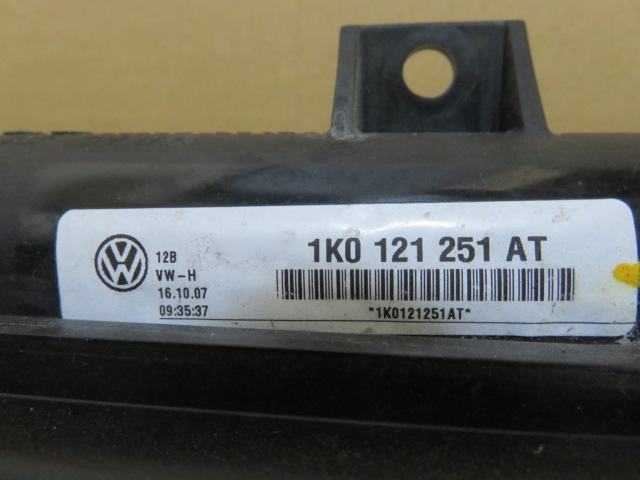 12B
VW-H
16.10.07
09:35:37
1K0 121 251 AT
*1K0121251AT*